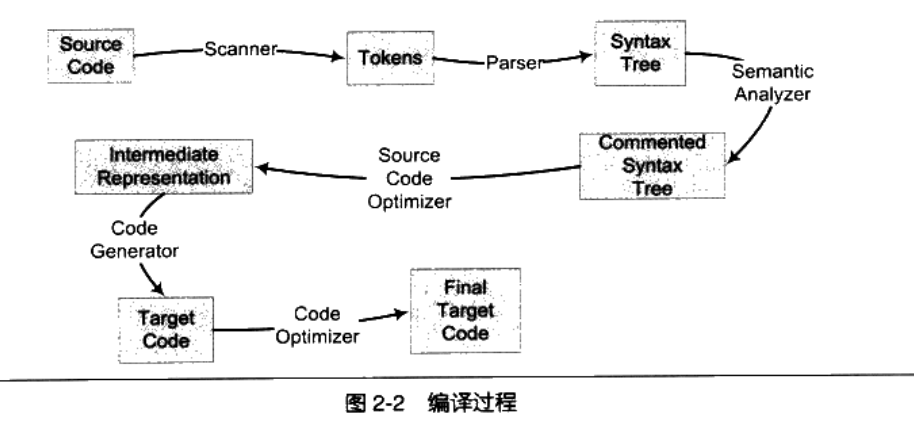 Source
Code
Scanner
Tokens
Parser
Syntax
Tree
Semantic
Analyzer
Commented
Syntax
Tree
Source
Code
Optimizer
Intermediate
Representation
Code
Generator
Target
Code
Code
Optimizer
Final
Target
Code
图 2-2 编译过程